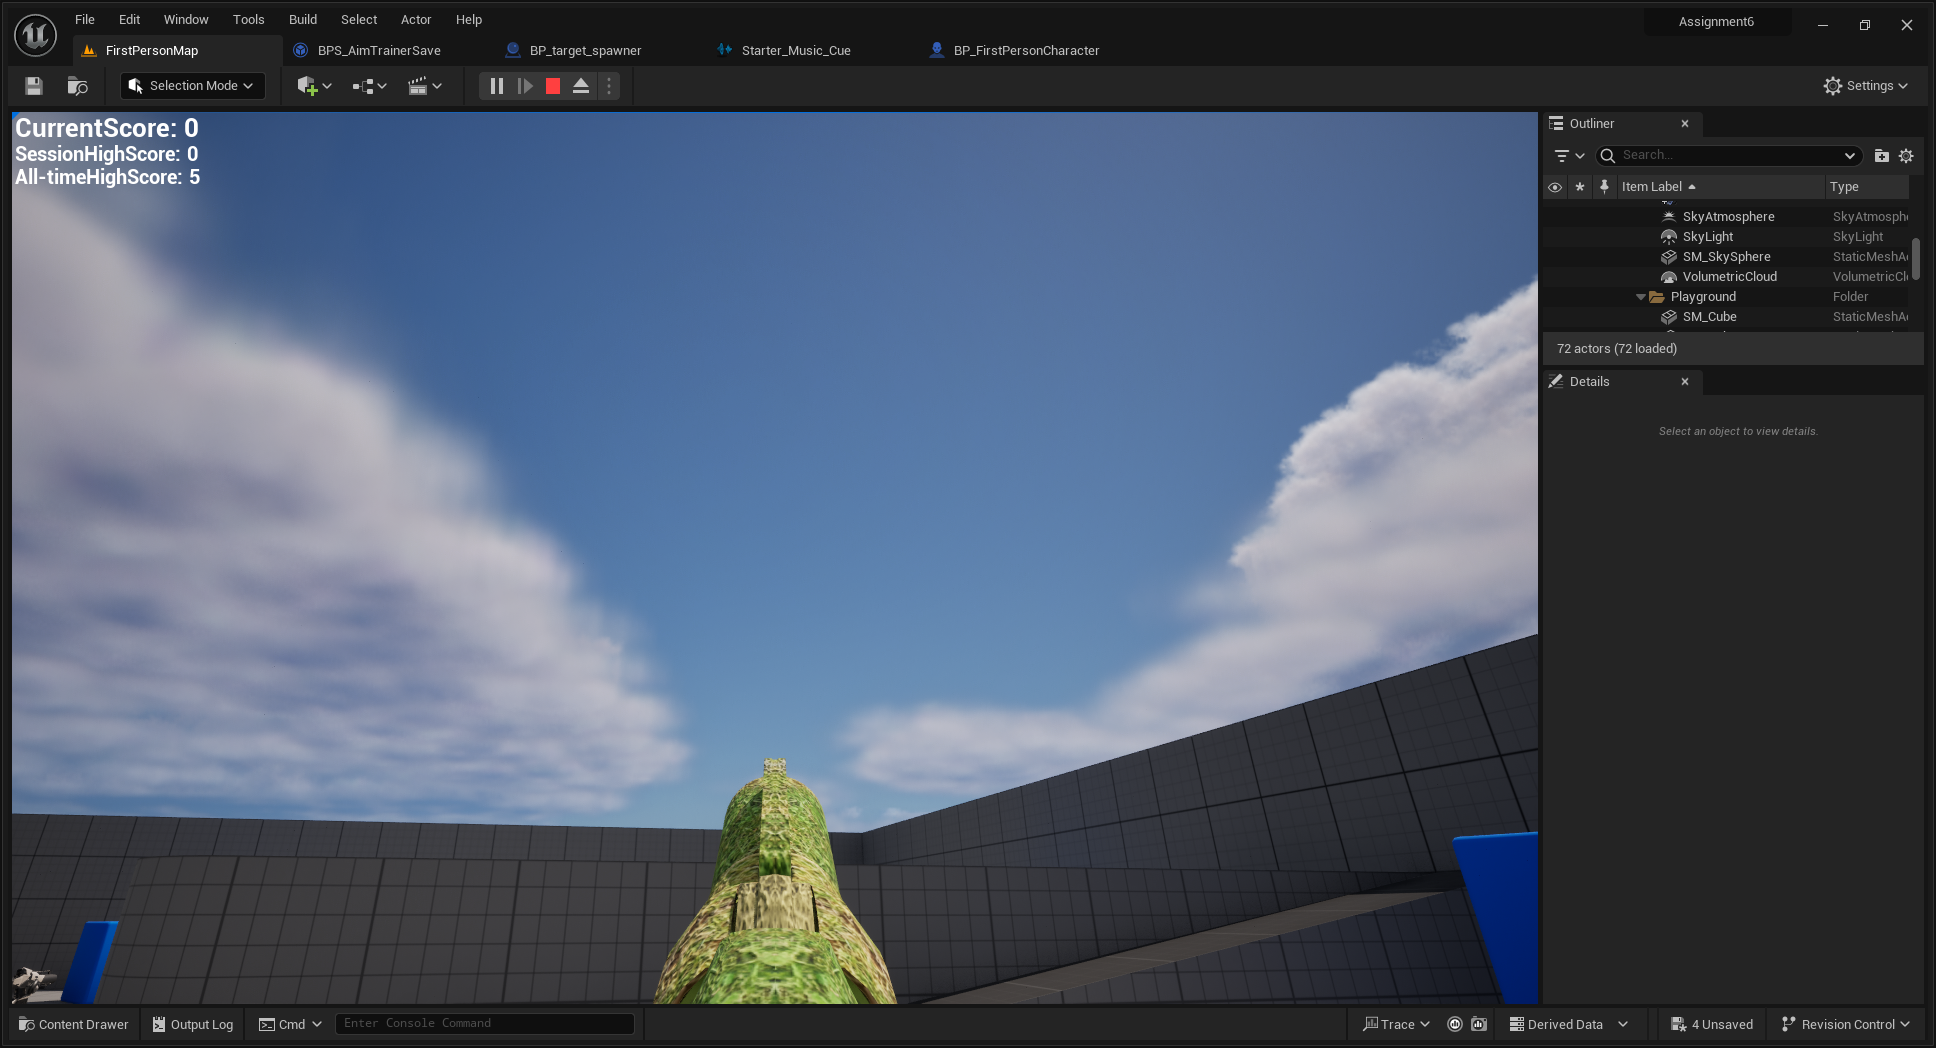 File Edit Window Tools Build Select Actor Help
Assignment6
FirstPersonMap BPS_AimTrainerSave BP_target_spawner Starter_Music_Cue BP_FirstPersonCharacter
Selection Mode
Settings
CurrentScore: 0
SessionHighScore: 0
All-timeHighScore: 5
Outliner
Search...
Item Label Type
SkyAtmosphere SkyAtmosph
SkyLight SkyLight
SM_SkySphere StaticMeshA
VolumetricCloud VolumetricCl
Playground Folder
SM_Cube StaticMeshA
72 actors (72 loaded)
Details
Select an object to view details.
Content Drawer Output Log Cmd Enter Console Command Trace Derived Data 4 Unsaved Revision Control